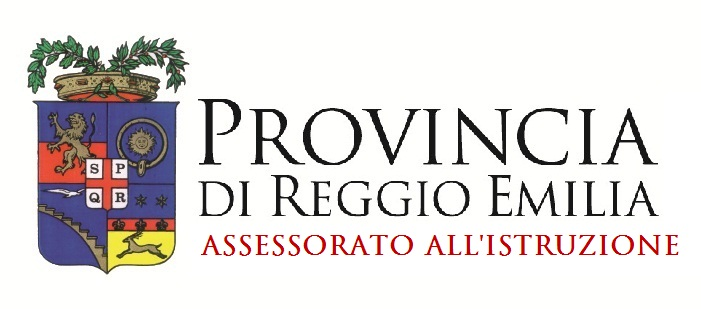 S P
Q R
PROVINCIA
DI REGGIO EMILIA
ASSESSORATO ALL'ISTRUZIONE